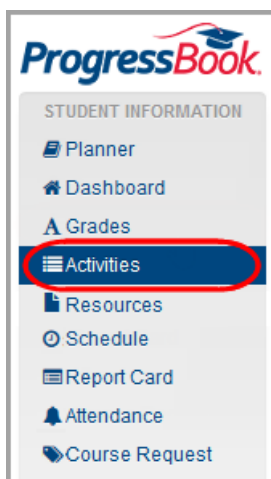 ProgressBook
STUDENT INFORMATION
Planner
Dashboard
Grades
Activities
Resources
Schedule
Report Card
Attendance
Course Request